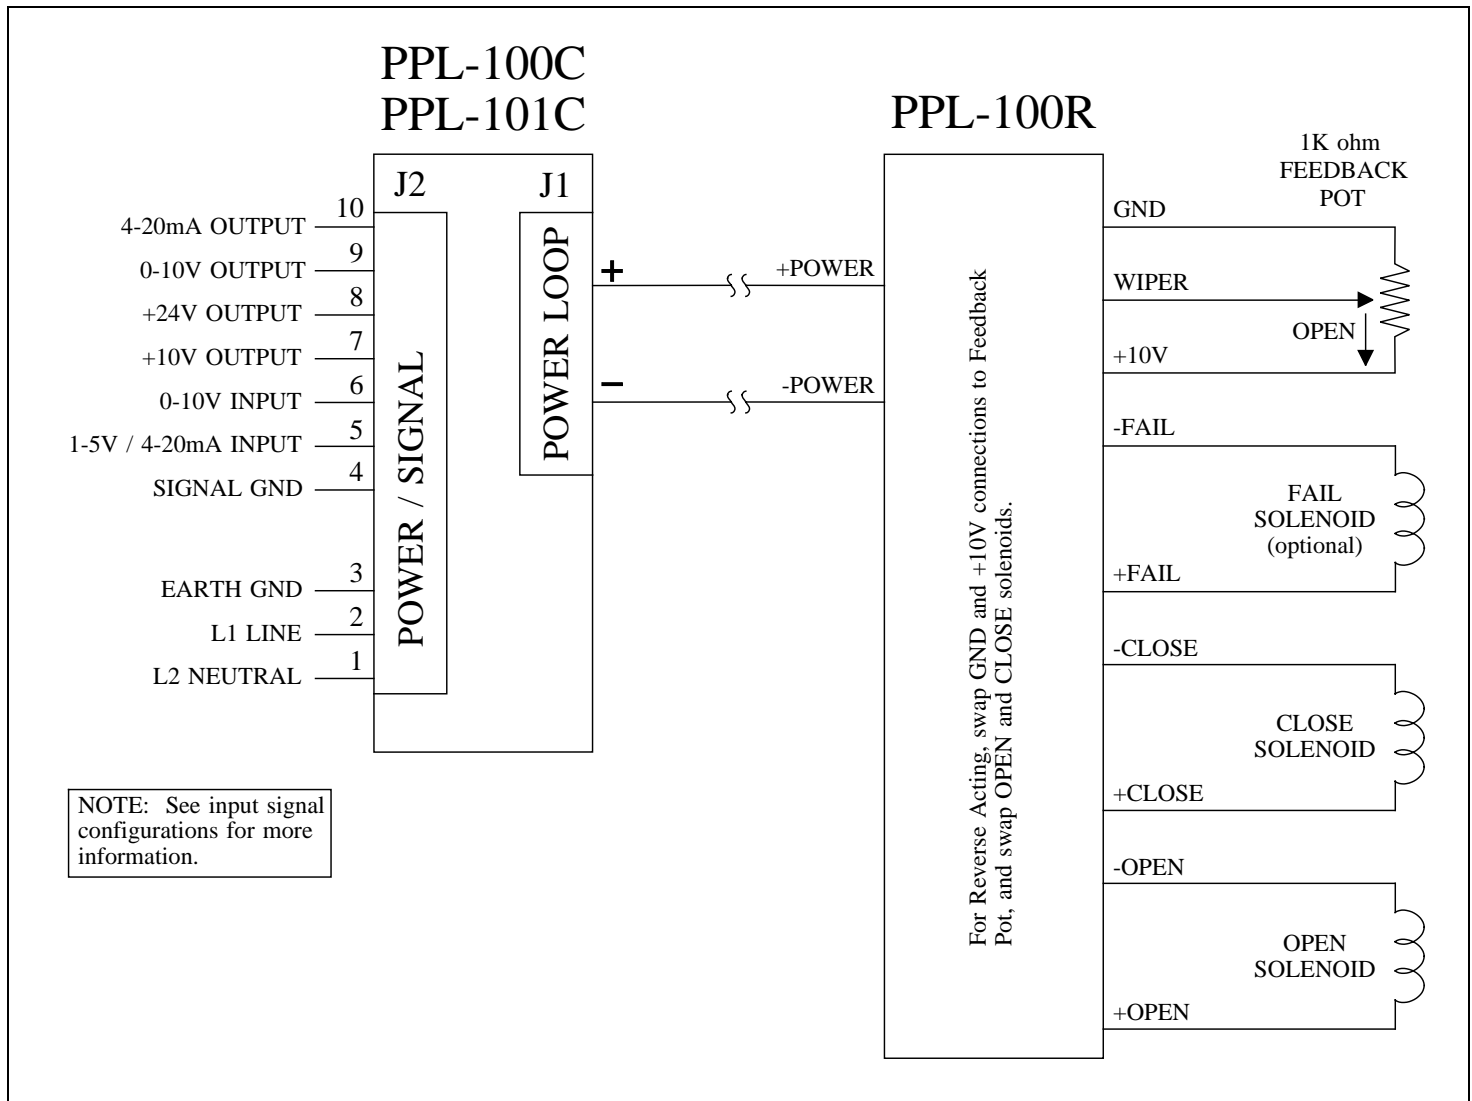 PPL-100C
PPL-101C
PPL-100R
J2
J1
10
4-20mA OUTPUT
9
0-10V OUTPUT
8
+24V OUTPUT
7
+10V OUTPUT
6
0-10V INPUT
5
1-5V / 4-20mA INPUT
4
SIGNAL GND
3
EARTH GND
2
L1 LINE
1
L2 NEUTRAL
POWER / SIGNAL
POWER LOOP
+
−
+POWER
-POWER
For Reverse Acting, swap GND and +10V connections to Feedback
Pot, and swap OPEN and CLOSE solenoids.
1K ohm
FEEDBACK
POT
GND
WIPER
OPEN
+10V
-FAIL
FAIL
SOLENOID
(optional)
+FAIL
-CLOSE
CLOSE
SOLENOID
+CLOSE
-OPEN
OPEN
SOLENOID
+OPEN
NOTE: See input signal
configurations for more
information.